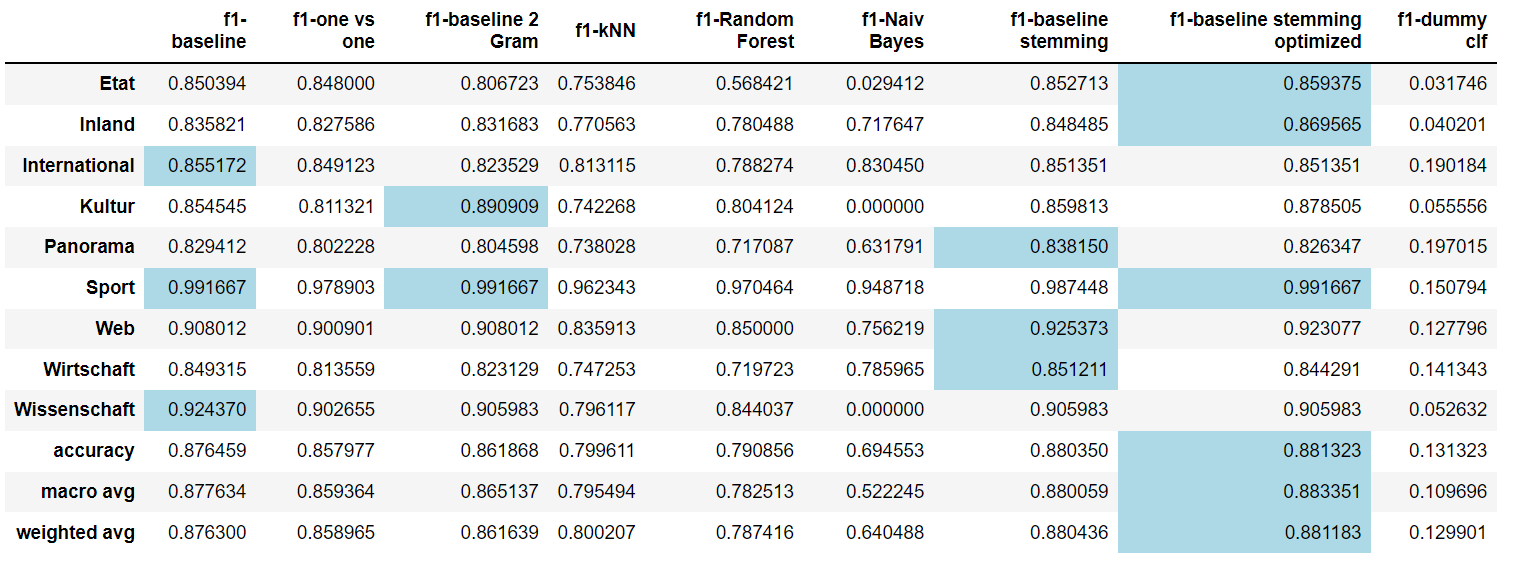 f1-baseline f1-one vs one f1-baseline 2 Gram f1-kNN f1-Random Forest f1-Naiv Bayes f1-baseline stemming f1-baseline stemming optimized f1-dummy clf
Etat 0.850394 0.848000 0.806723 0.753846 0.568421 0.029412 0.852713 0.859375 0.031746
Inland 0.835821 0.827586 0.831683 0.770563 0.780488 0.717647 0.848485 0.869565 0.040201
International 0.855172 0.849123 0.823529 0.813115 0.788274 0.830450 0.851351 0.851351 0.190184
Kultur 0.854545 0.811321 0.890909 0.742268 0.804124 0.000000 0.859813 0.878505 0.055556
Panorama 0.829412 0.802228 0.804598 0.738028 0.717087 0.631791 0.838150 0.826347 0.197015
Sport 0.991667 0.978903 0.991667 0.962343 0.970464 0.948718 0.987448 0.991667 0.150794
Web 0.908012 0.900901 0.908012 0.835913 0.850000 0.756219 0.925373 0.923077 0.127796
Wirtschaft 0.849315 0.813559 0.823129 0.747253 0.719723 0.785965 0.851211 0.844291 0.141343
Wissenschaft 0.924370 0.902655 0.905983 0.796117 0.844037 0.000000 0.905983 0.905983 0.052632
accuracy 0.876459 0.857977 0.861868 0.799611 0.790856 0.694553 0.880350 0.881323 0.131323
macro avg 0.877634 0.859364 0.865137 0.795494 0.782513 0.522245 0.880059 0.883351 0.109696
weighted avg 0.876300 0.858965 0.861639 0.800207 0.787416 0.640488 0.880436 0.881183 0.129901